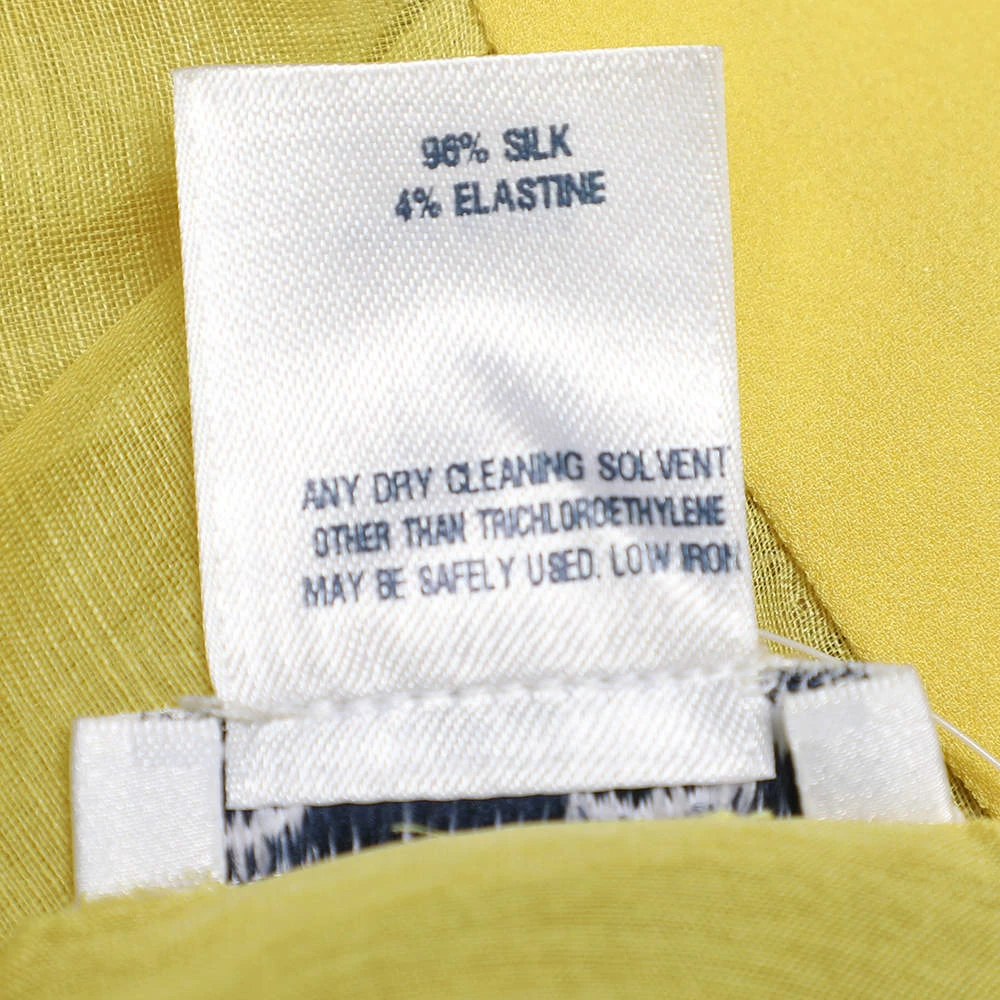 96% SILK
4% ELASTINE
ANY DRY CLEANING SOLVENT
OTHER THAN TRICHLOROETHYLENE
MAY BE SAFELY USED. LOW IRON